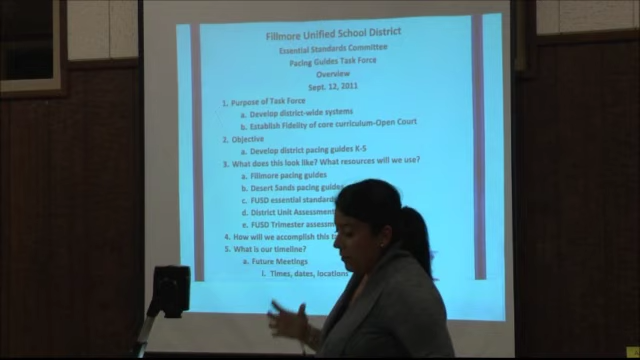 Fillmore Unified School District
Essential Standards Committee
Pacing Guides Task Force
Overview
Sept. 12, 2011
1. Purpose of Task Force
a. Develop district-wide systems
b. Establish Fidelity of core curriculum-Open Court
2. Objective
a. Develop district pacing guides K-5
3. What does this look like? What resources will we use?
a. Fillmore pacing guides
b. Desert Sands pacing guides
c. FUSD essential standards
d. District Unit Assessment
e. FUSD Trimester assessm
4. How will we accomplish this
5. What is our timeline?
a. Future Meetings
i. Times, dates, locations